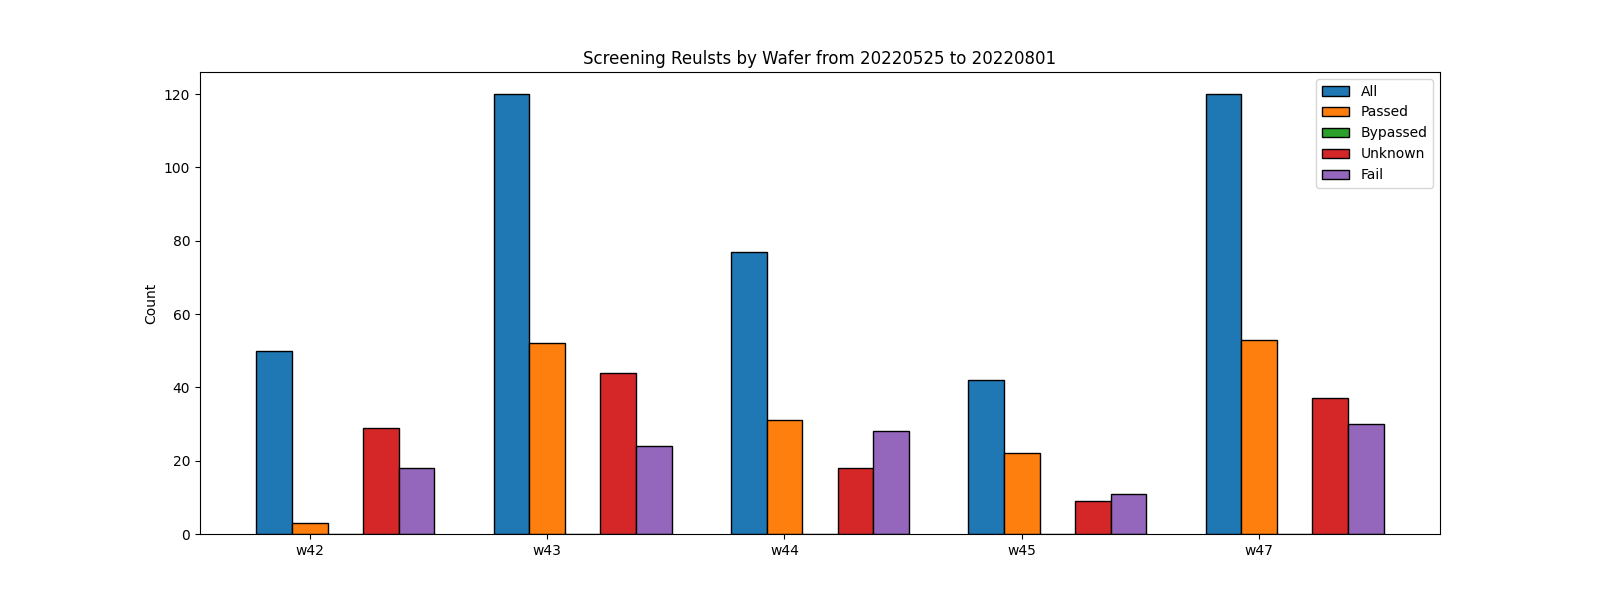 Screening Reulsts by Wafer from 20220525 to 20220801
All
Passed
Bypassed
Unknown
Fail
Count
120
100
80
60
40
20
0
w42 w43 w44 w45 w47